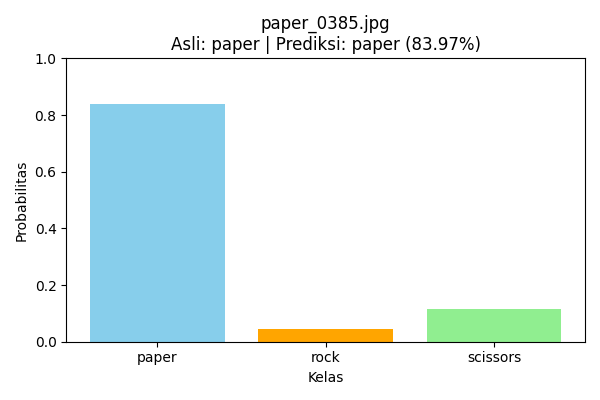 paper_0385.jpg
Asli: paper | Prediksi: paper (83.97%)
Probabilitas
1.0
0.8
0.6
0.4
0.2
0.0
paper rock scissors
Kelas